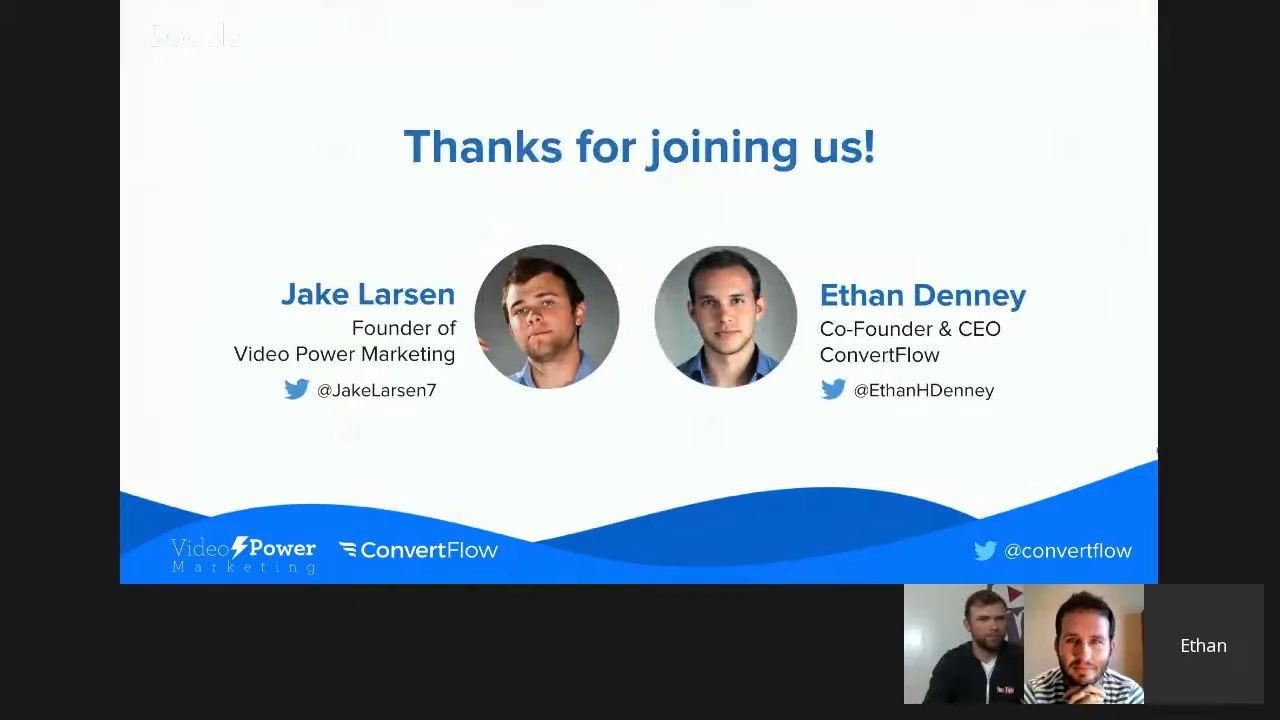 Thanks for joining us!
Jake Larsen
Founder of
Video Power Marketing
@JakeLarsen7
Ethan Denney
Co-Founder & CEO
ConvertFlow
@EthanHDenney
Video Power
Marketing
ConvertFlow
@convertflow
YouTube
Ethan